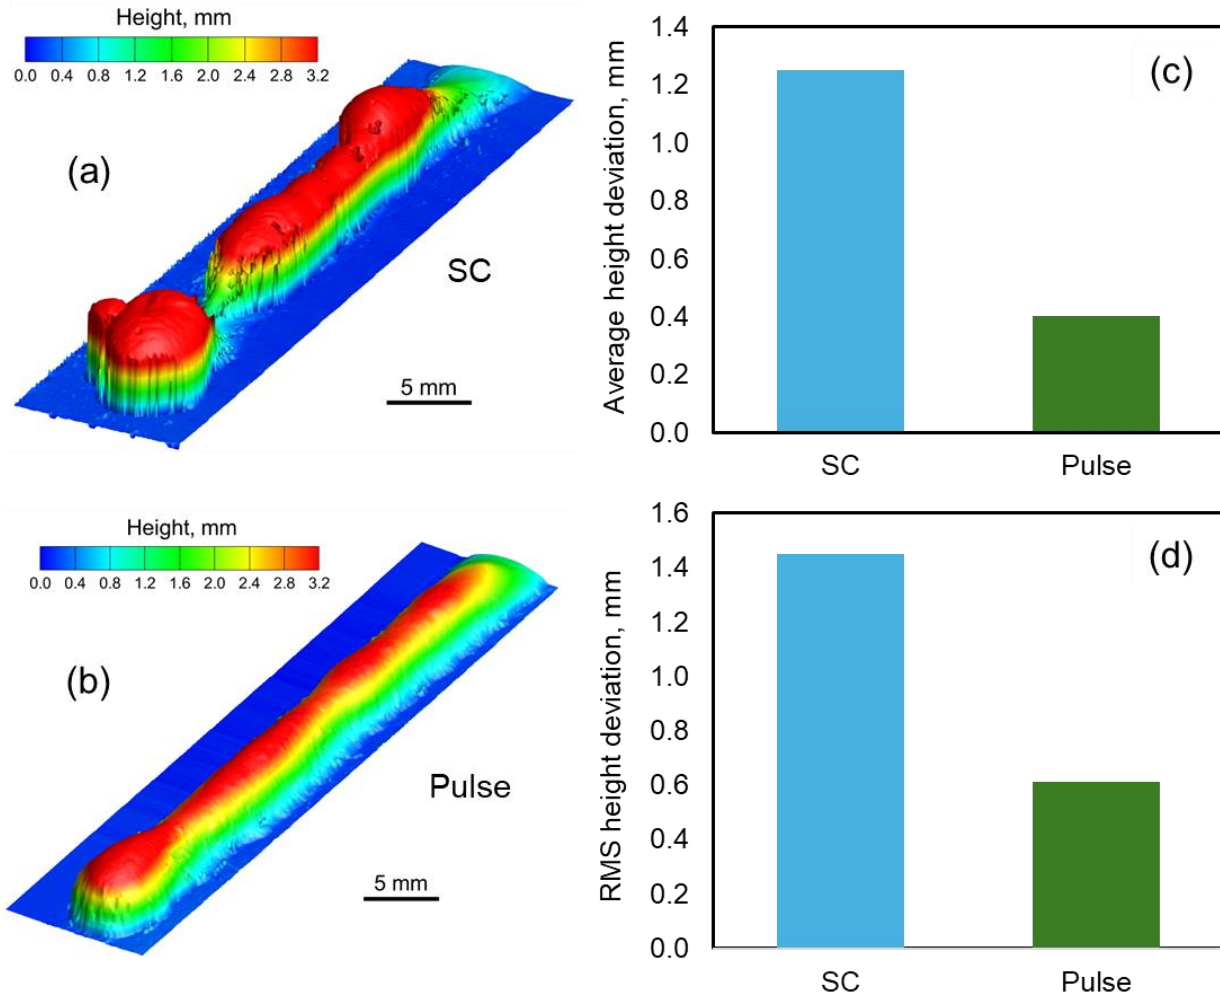 Height, mm
0.0 0.4 0.8 1.2 1.6 2.0 2.4 2.8 3.2
(a)
SC
5 mm
Height, mm
0.0 0.4 0.8 1.2 1.6 2.0 2.4 2.8 3.2
(b)
Pulse
5 mm
Average height deviation, mm
1.4
1.2
1.0
0.8
0.6
0.4
0.2
0.0
(c)
SC Pulse
RMS height deviation, mm
1.6
1.4
1.2
1.0
0.8
0.6
0.4
0.2
0.0
(d)
SC Pulse